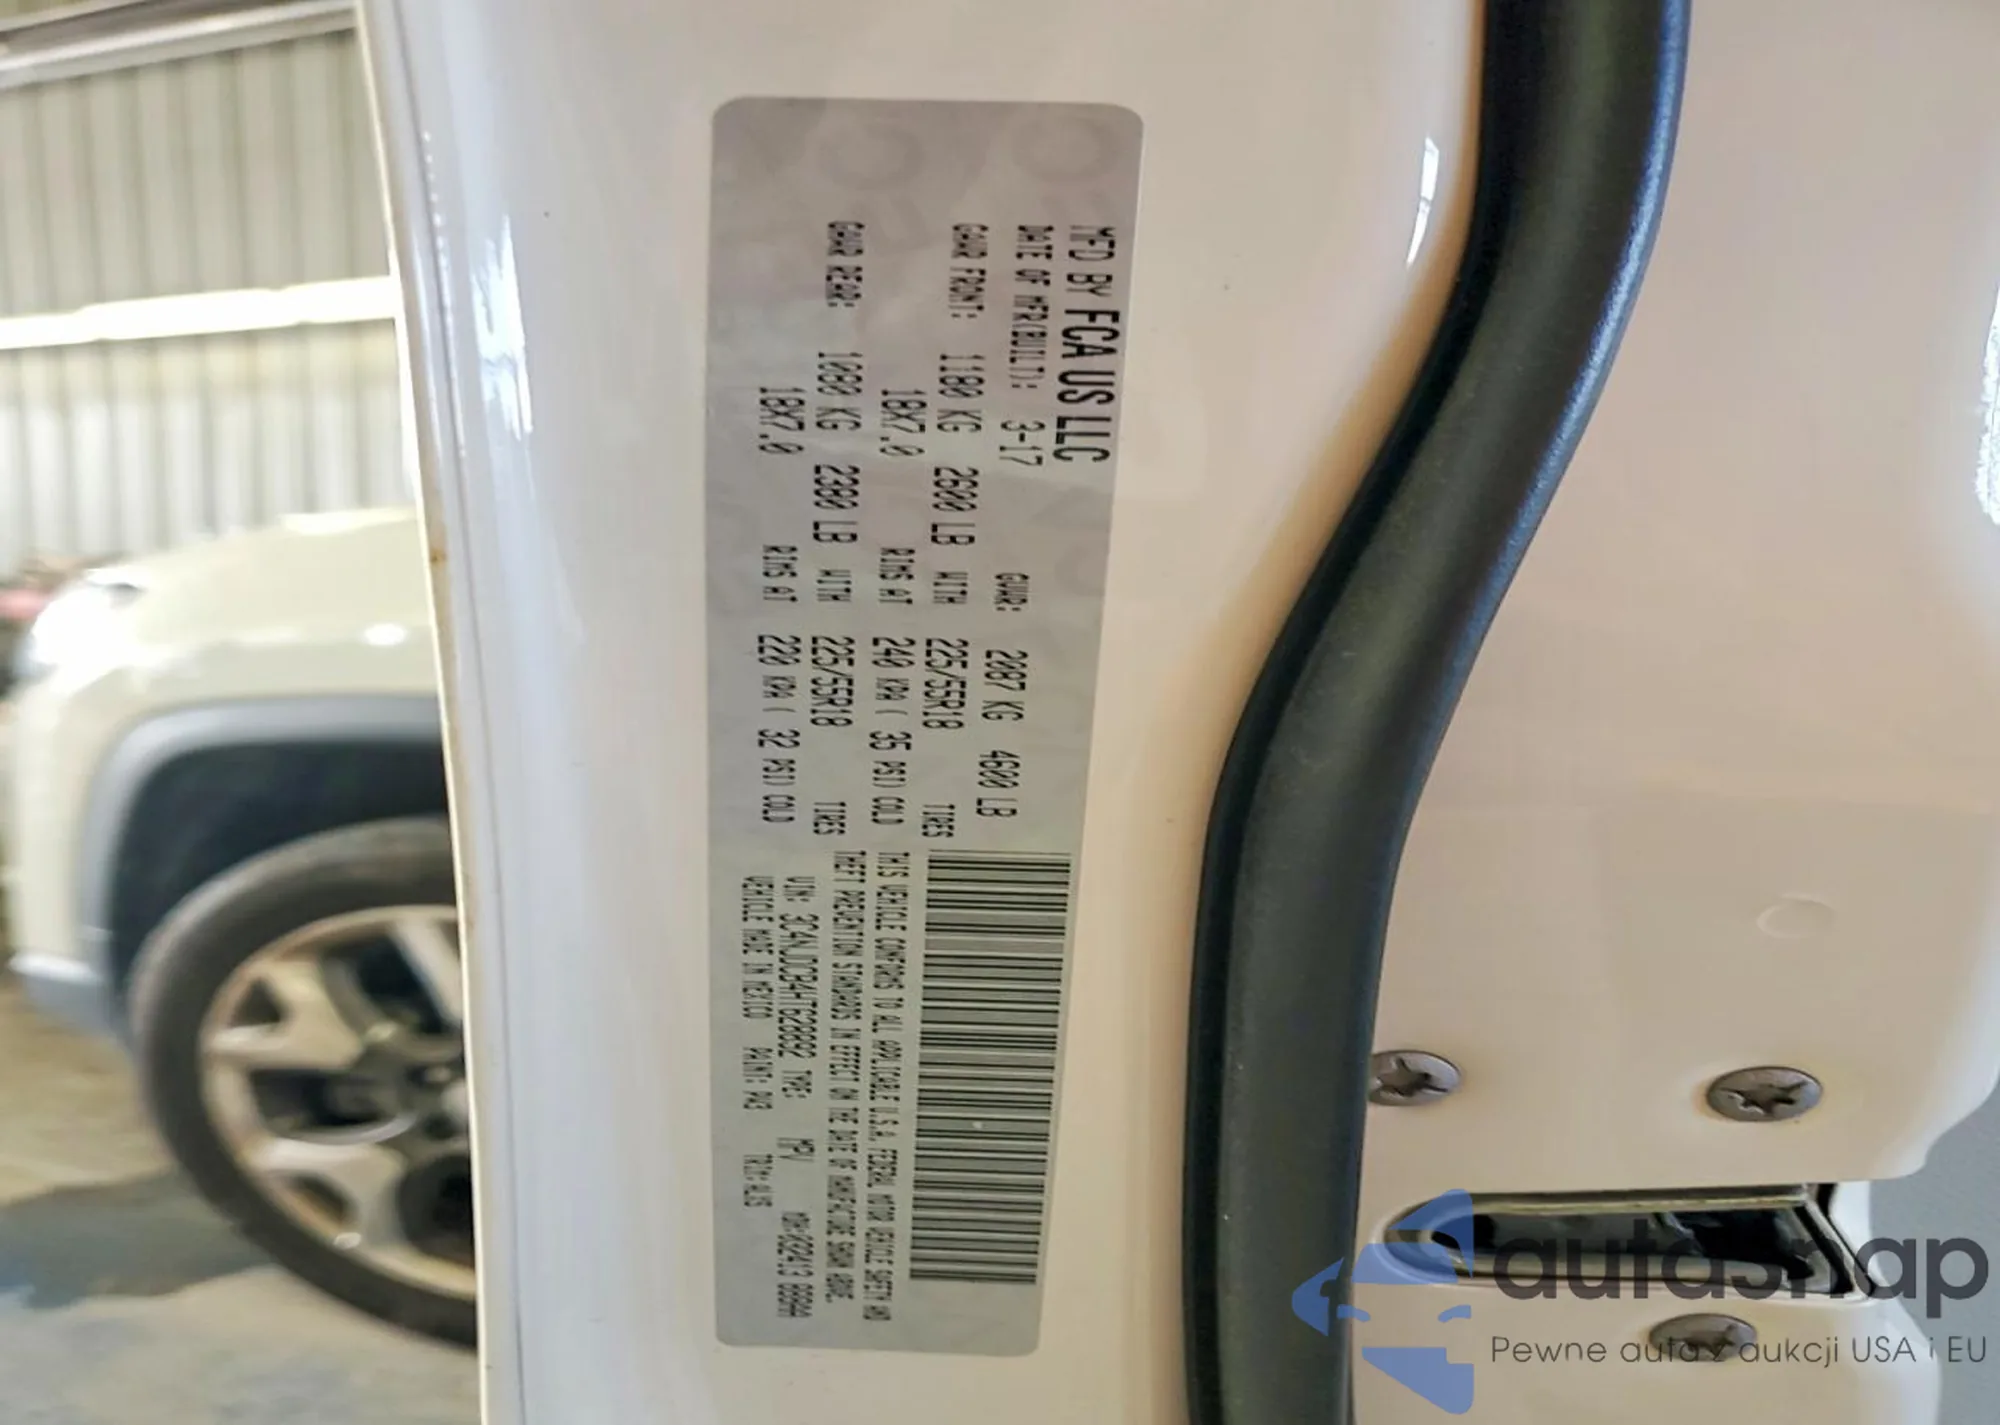 MFD BY FCA US LLC
DATE OF MFR(BUILT): 3-17 GVWR: 2087 KG 4600 LB
GAWR FRONT: 1180 KG 2600 LB WITH 225/55R18 TIRES
18X7.0 RIMS AT 240 KPA ( 35 PSI) COLD
GAWR REAR: 1080 KG 2380 LB WITH 225/55R18 TIRES
18X7.0 RIMS AT 220 KPA ( 32 PSI) COLD
THIS VEHICLE CONFORMS TO ALL APPLICABLE U.S.A. FEDERAL MOTOR VEHICLE SAFETY AND
THEFT PREVENTION STANDARDS IN EFFECT ON THE DATE OF MANUFACTURE SHOWN ABOVE.
VIN: 3C4NJDCB4HT628892 TYPE: MPV
VEHICLE MADE IN MEXICO PAINT: PW3 TRIM:
autosnap
Pewne auta z aukcji USA i EU